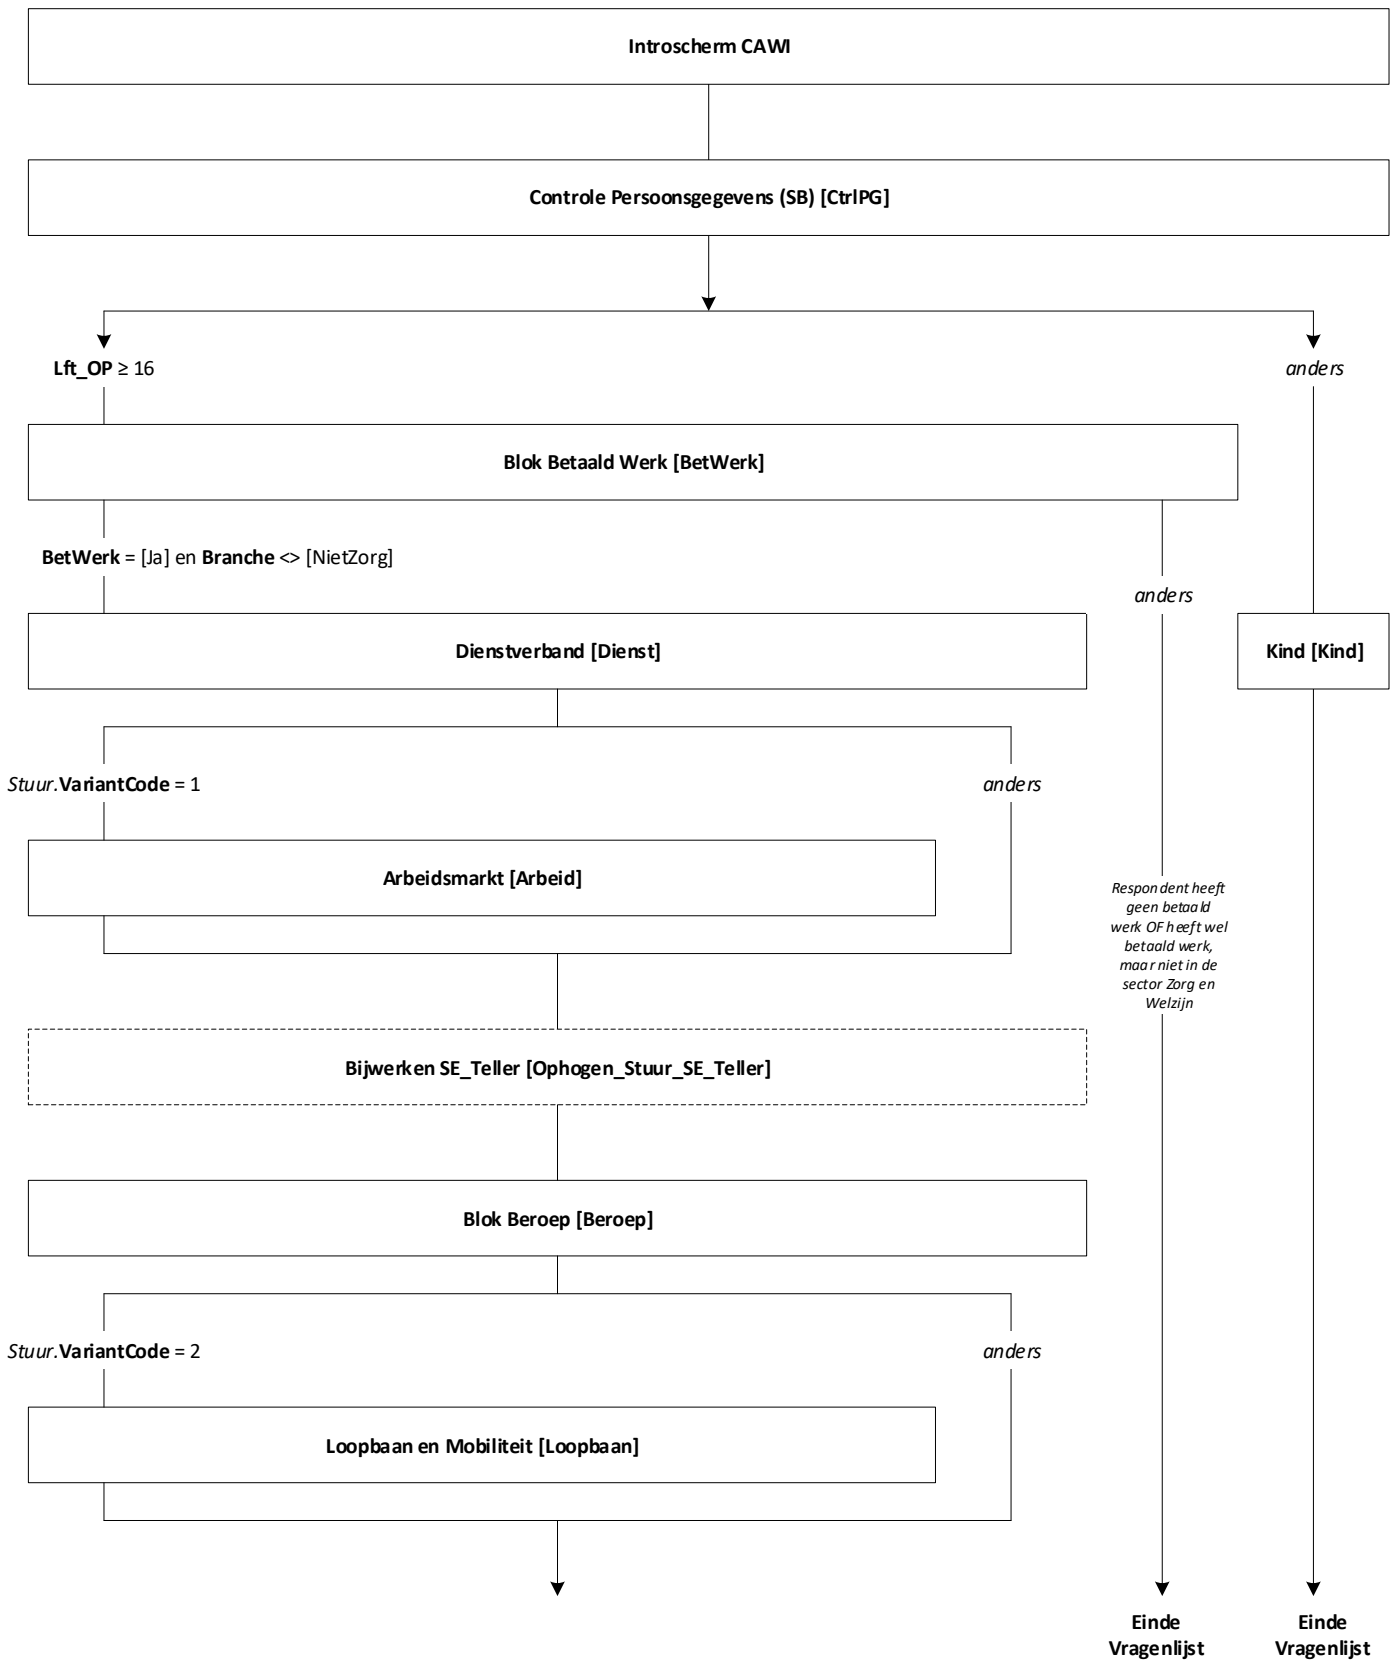 Introscherm CAWI
Controle Persoonsgegevens (SB) [CtrlPG]
Lft_OP ≥ 16
anders
Blok Betaald Werk [BetWerk]
BetWerk = [Ja] en Branche <> [NietZorg]
anders
Dienstverband [Dienst]
Kind [Kind]
Stuur.VariantCode = 1
anders
Arbeidsmarkt [Arbeid]
Respondent heeft
geen betaald
werk OF heeft wel
betaald werk,
maar niet in de
sector Zorg en
Welzijn
Bijwerken SE_Teller [Ophogen_Stuur_SE_Teller]
Blok Beroep [Beroep]
Stuur.VariantCode = 2
anders
Loopbaan en Mobiliteit [Loopbaan]
Einde
Vragenlijst
Einde
Vragenlijst